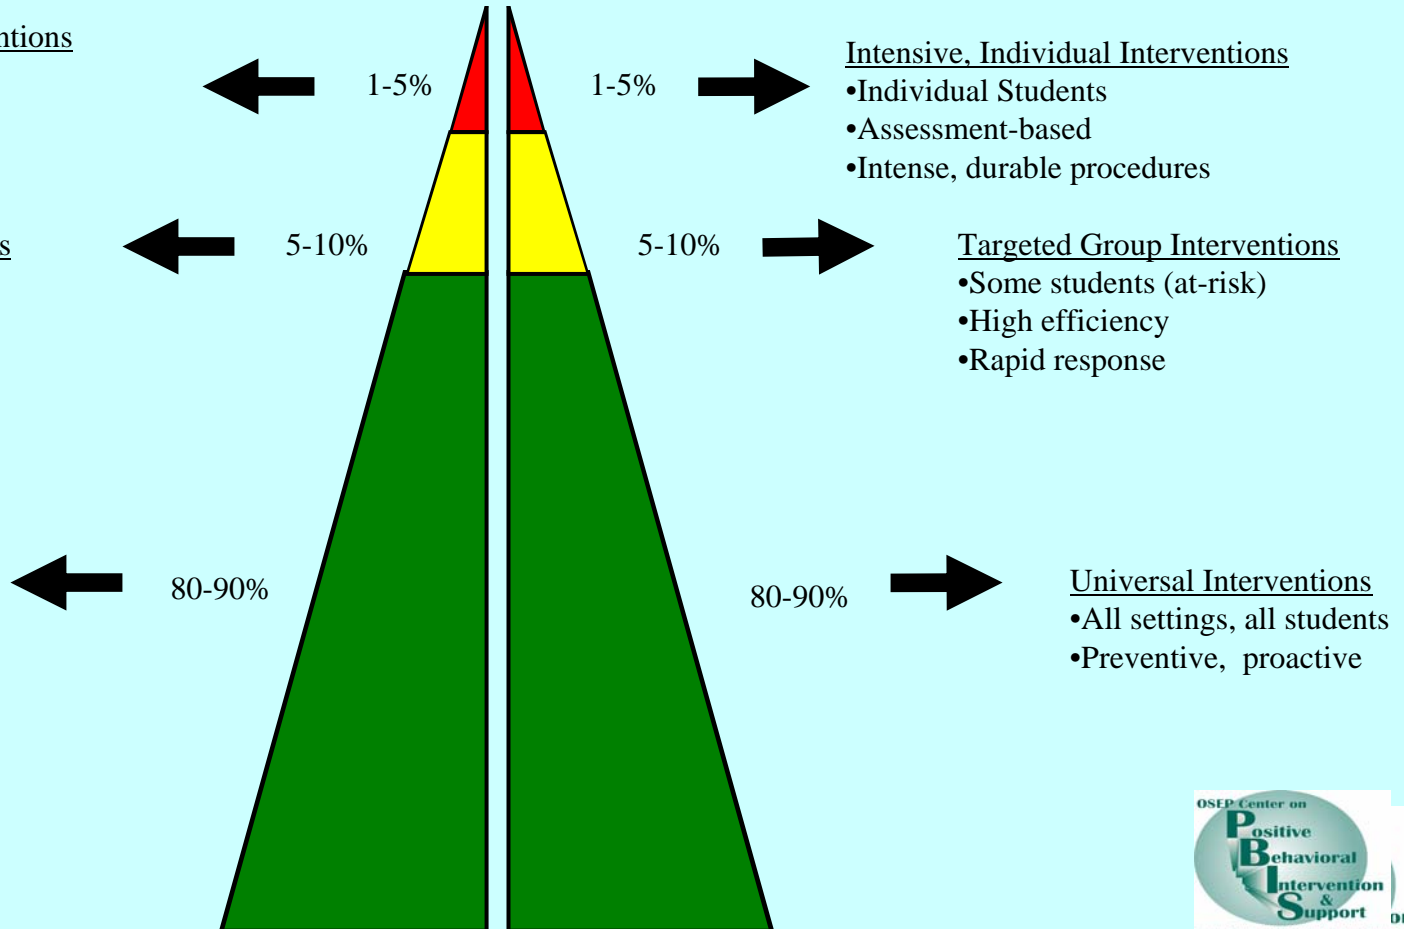 1-5%
1-5%
Intensive, Individual Interventions
•Individual Students
•Assessment-based
•Intense, durable procedures
5-10%
5-10%
Targeted Group Interventions
•Some students (at-risk)
•High efficiency
•Rapid response
80-90%
80-90%
Universal Interventions
•All settings, all students
•Preventive, proactive
OSEP Center on
Positive
Behavioral
Intervention
&
Support